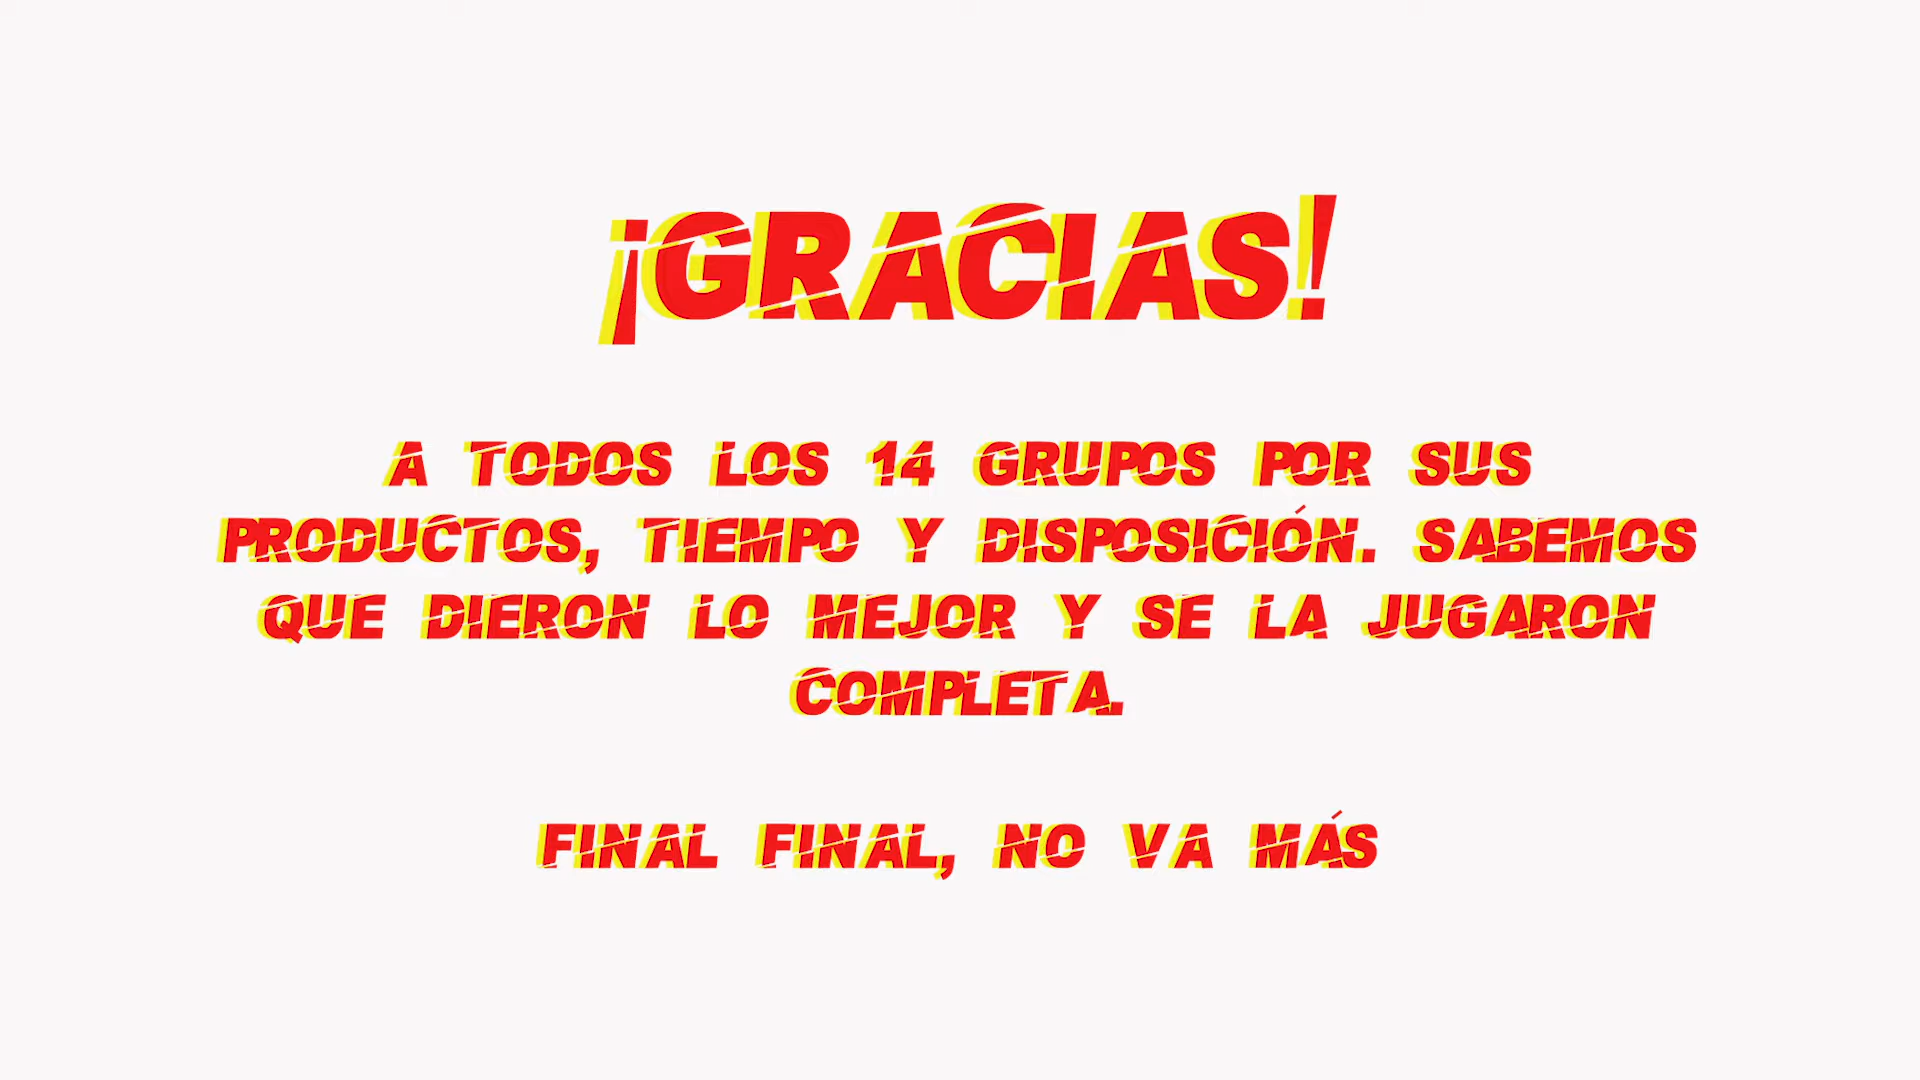 ¡GRACIAS!
A TODOS LOS 14 GRUPOS POR SUS
PRODUCTOS, TIEMPO Y DISPOSICIÓN. SABEMOS
QUE DIERON LO MEJOR Y SE LA JUGARON
COMPLETA.
FINAL FINAL, NO VA MÁS